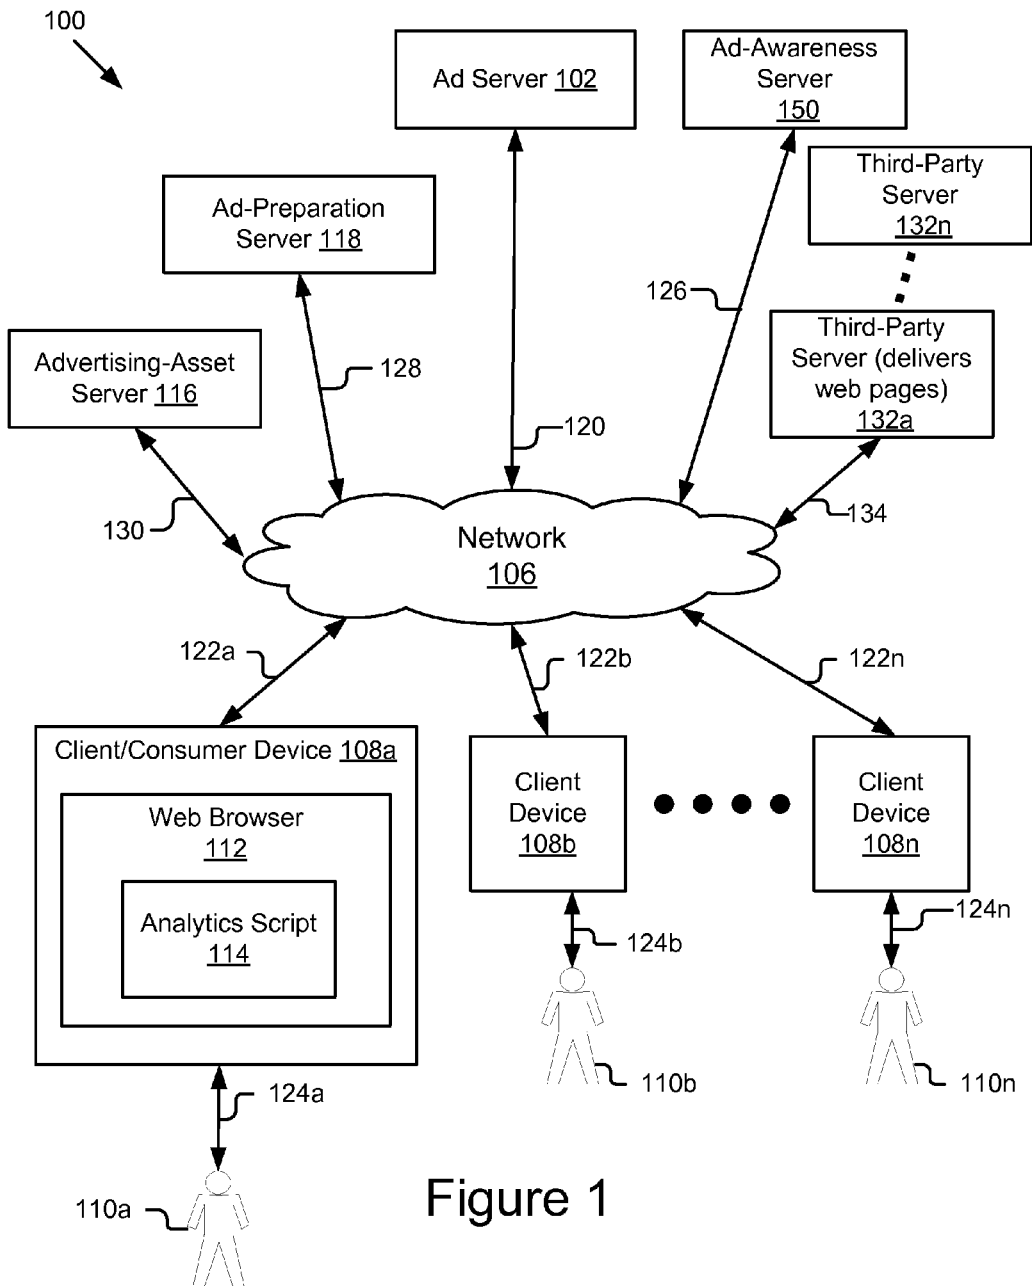 100
Ad Server 102
Ad-Awareness
Server
150
Third-Party
Server
132n
Ad-Preparation
Server 118
126
Third-Party
Server (delivers
web pages)
132a
Advertising-Asset
Server 116
128
120
130
134
Network
106
122a
122b
122n
Client/Consumer Device 108a
Web Browser
112
Analytics Script
114
Client
Device
108b
Client
Device
108n
124b
124n
110b
110n
124a
110a
Figure 1